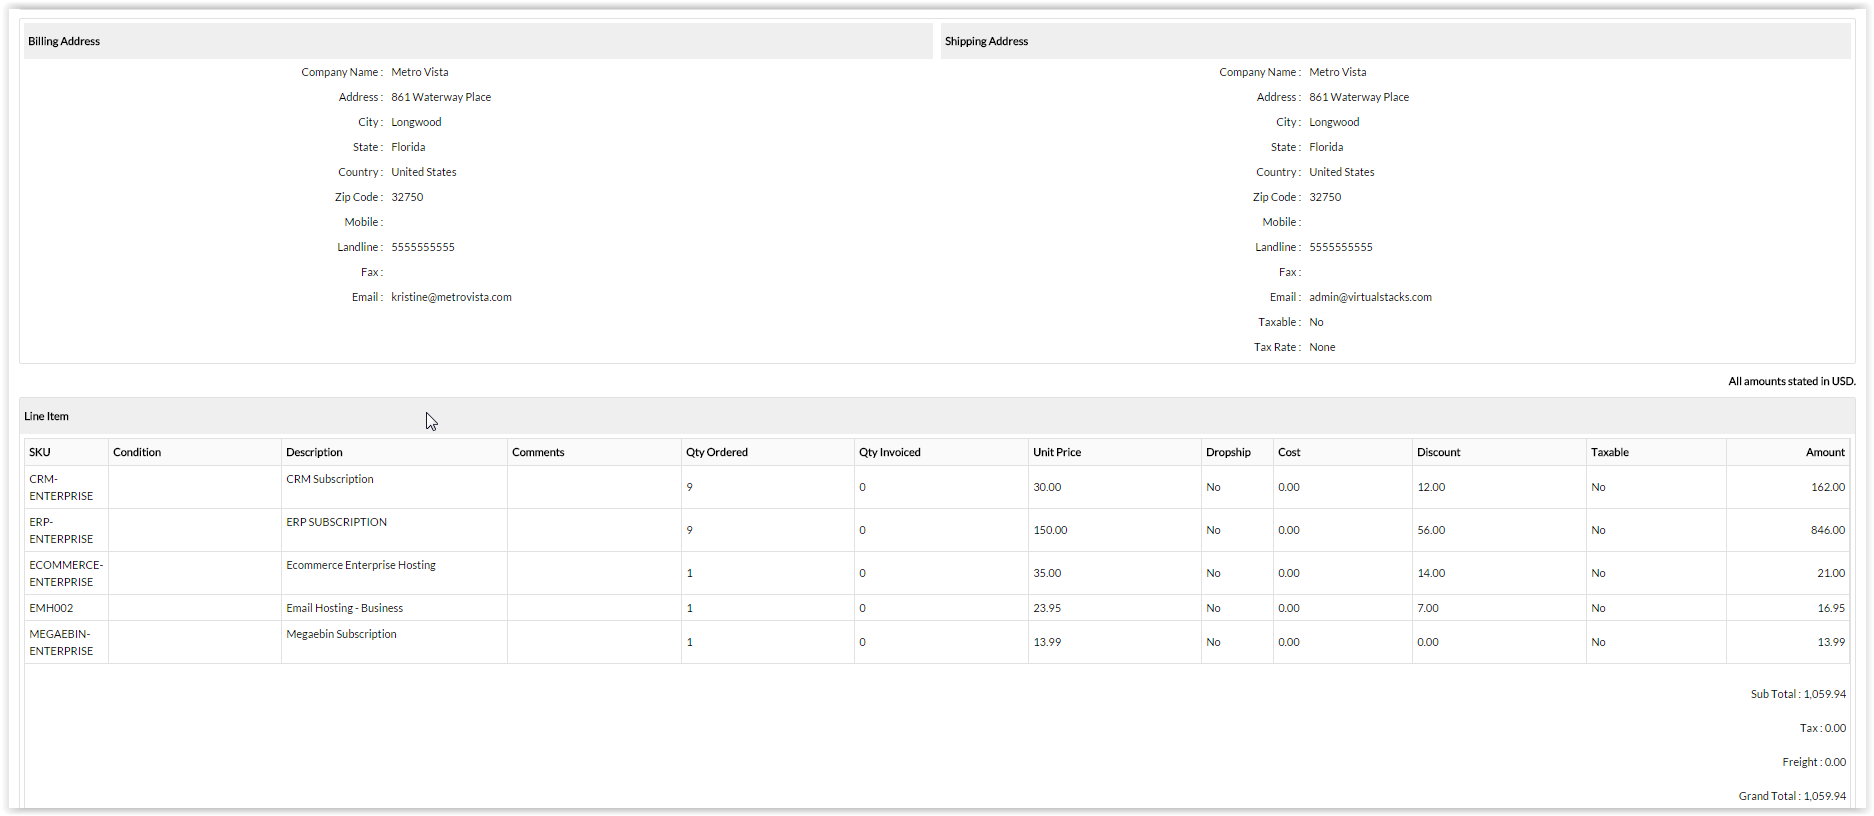 Billing Address
Company Name : Metro Vista
Address : 861 Waterway Place
City : Longwood
State : Florida
Country : United States
Zip Code : 32750
Mobile :
Landline : 5555555555
Fax :
Email : kristine@metrovista.com
Shipping Address
Company Name : Metro Vista
Address : 861 Waterway Place
City : Longwood
State : Florida
Country : United States
Zip Code : 32750
Mobile :
Landline : 5555555555
Fax :
Email : admin@virtualstacks.com
Taxable : No
Tax Rate : None
All amounts stated in USD.
Line Item
SKU Condition Description Comments Qty Ordered Qty Invoiced Unit Price Dropship Cost Discount Taxable Amount
CRM-
ENTERPRISE CRM Subscription 9 0 30.00 No 0.00 12.00 No 162.00
ERP-
ENTERPRISE ERP SUBSCRIPTION 9 0 150.00 No 0.00 56.00 No 846.00
ECOMMERCE-
ENTERPRISE Ecommerce Enterprise Hosting 1 0 35.00 No 0.00 14.00 No 21.00
EMH002 Email Hosting - Business 1 0 23.95 No 0.00 7.00 No 16.95
MEGAEBIN-
ENTERPRISE Megaebin Subscription 1 0 13.99 No 0.00 0.00 No 13.99
Sub Total : 1,059.94
Tax : 0.00
Freight : 0.00
Grand Total : 1,059.94